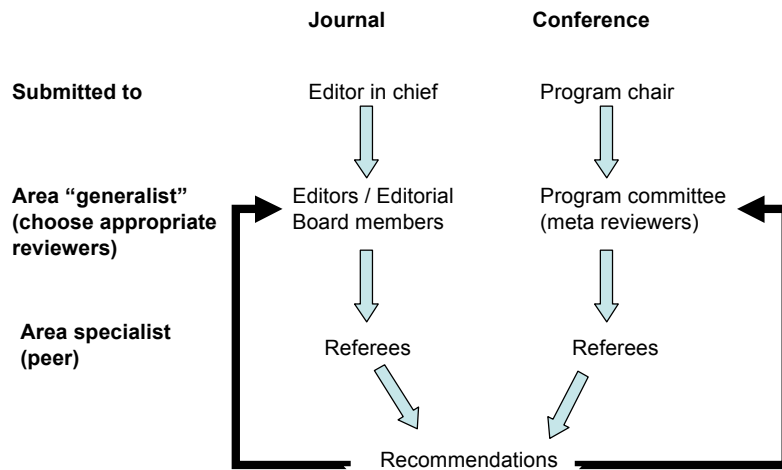 Journal Conference
Submitted to Editor in chief Program chair
Area “generalist” Editors / Editorial Program committee
(choose appropriate Board members (meta reviewers)
reviewers)
Area specialist
(peer) Referees Referees
Recommendations